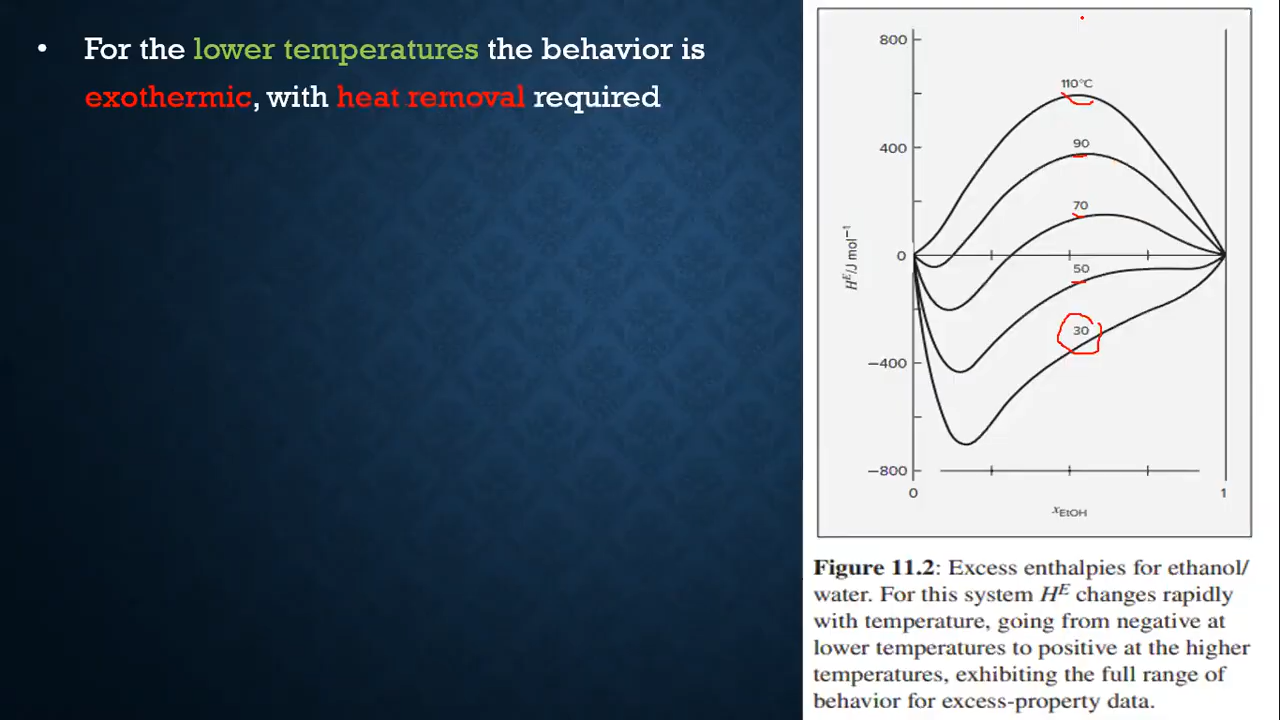 • For the lower temperatures the behavior is
exothermic, with heat removal required
800
110°C
400
90
70
0
50
30
−400
−800
0
1
Hᴱ/J mol⁻¹
xEtOH
Figure 11.2: Excess enthalpies for ethanol/
water. For this system Hᴱ changes rapidly
with temperature, going from negative at
lower temperatures to positive at the higher
temperatures, exhibiting the full range of
behavior for excess-property data.